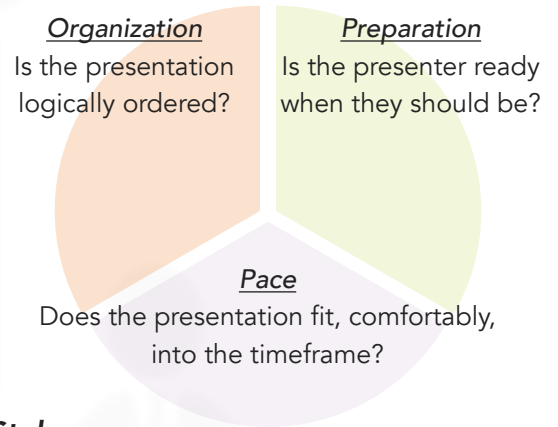 Organization
Is the presentation
logically ordered?
Preparation
Is the presenter ready
when they should be?
Pace
Does the presentation fit, comfortably,
into the timeframe?